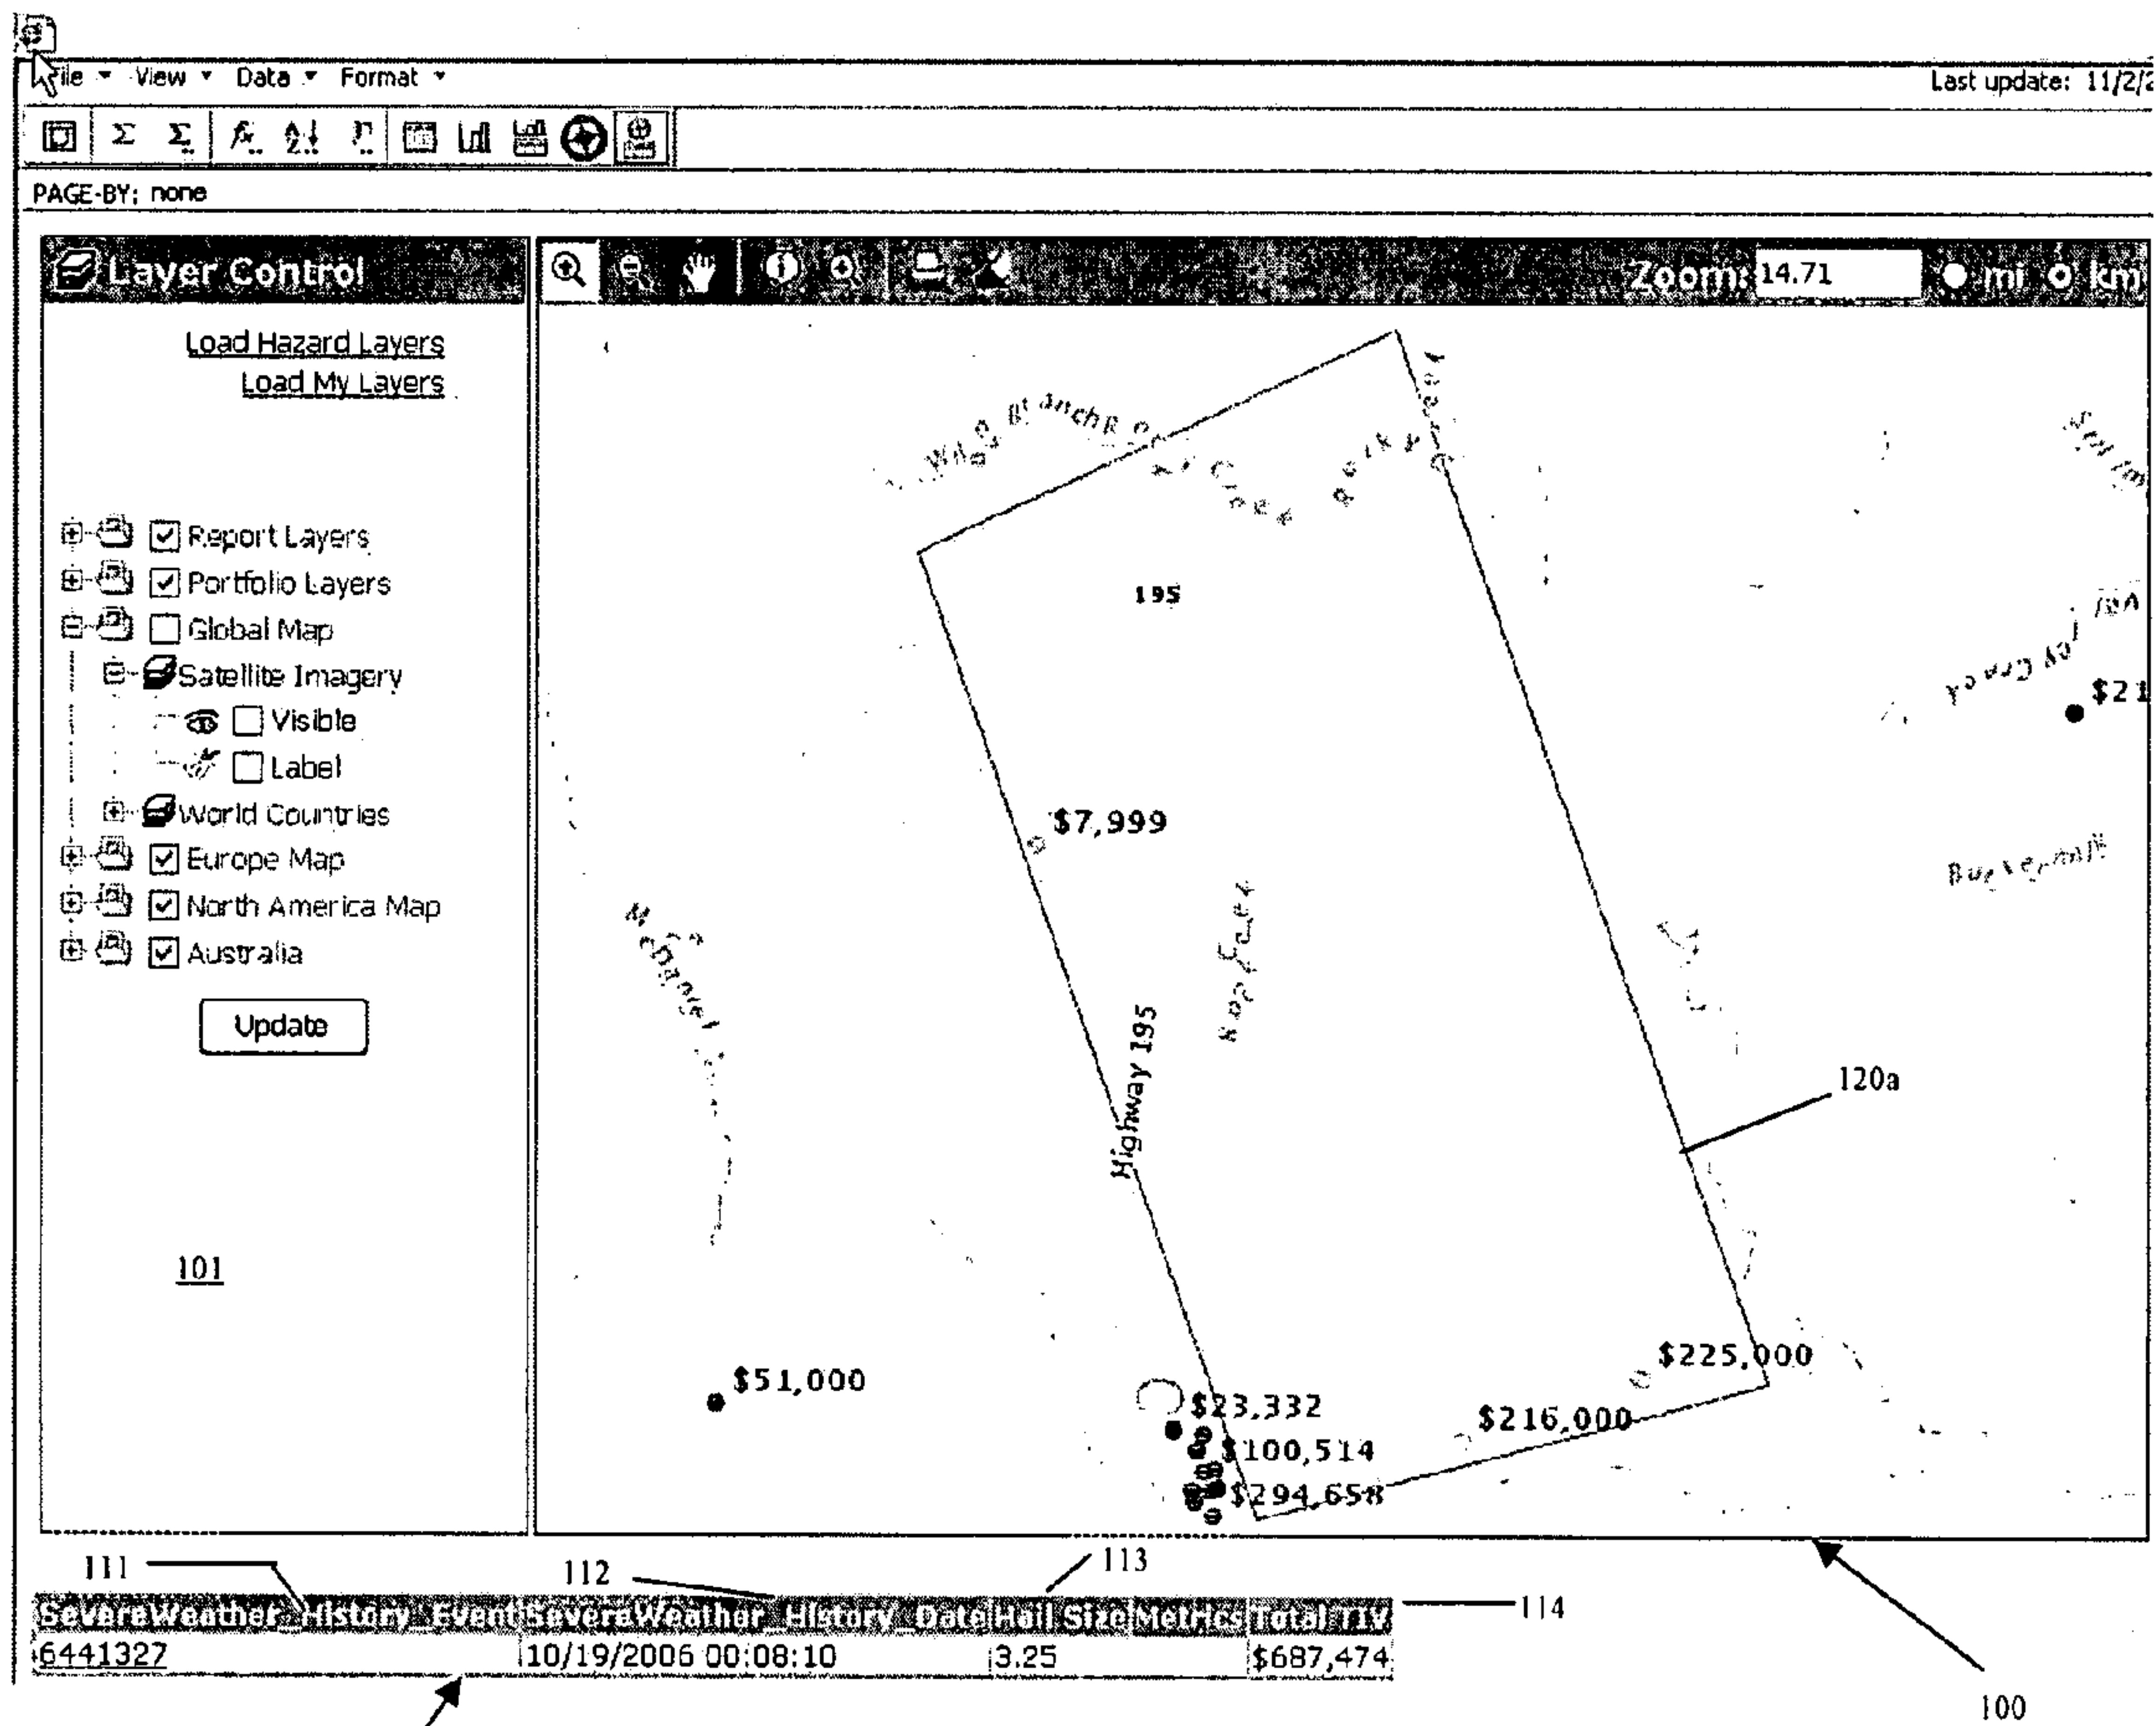 File View Data Format
Last update: 11/2/2
PAGE-BY: none
Layer Control
Zoom: 14.71 mi km
Load Hazard Layers
Load My Layers
Report Layers
Portfolio Layers
Global Map
Satellite Imagery
Visible
Label
World Countries
Europe Map
North America Map
Australia
Update
101
195
$21
$7,999
Highway 195
120a
$51,000
$225,000
$23,332
$216,000
$100,514
$294,658
111
112
113
114
SevereWeather_History_Event SevereWeather_History_Date Hail Size Metrics Total TIV
6441327 10/19/2006 00:08:10 3.25 $687,474
100